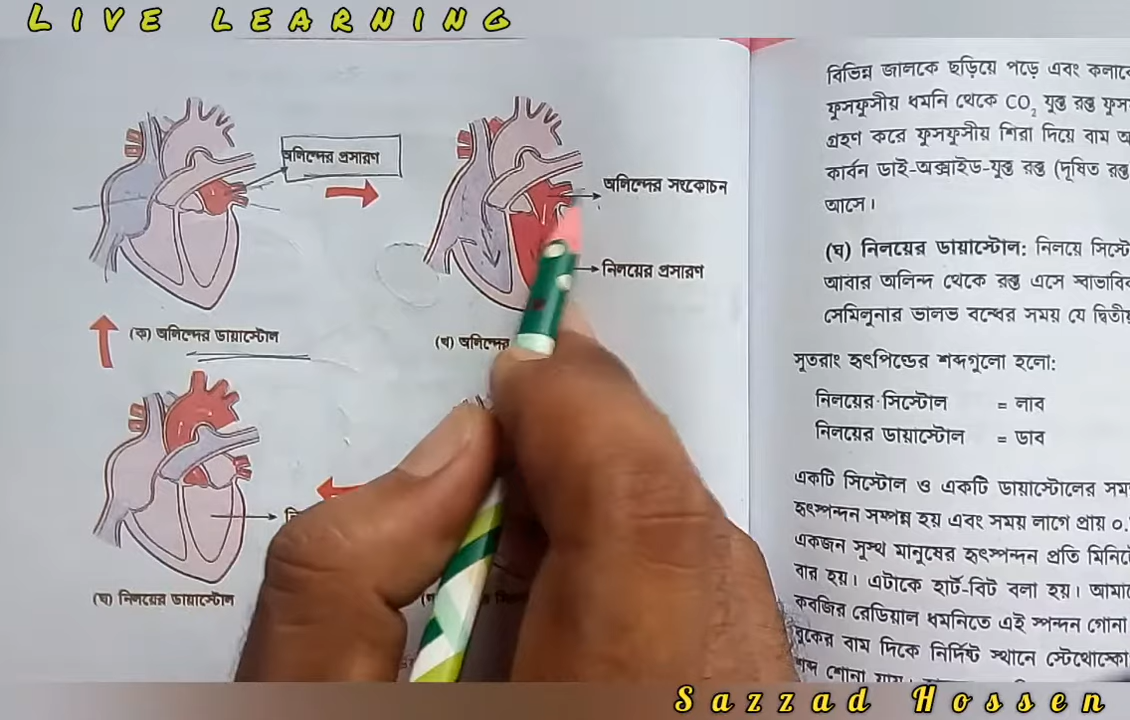 LIVE LEARNING
অলিন্দের প্রসারণ
অলিন্দের সংকোচন
নিলয়ের প্রসারণ
(ক) অলিন্দের ডায়াস্টোল
(খ) অলিন্দের
(ঘ) নিলয়ের ডায়াস্টোল
বিভিন্ন জালকে ছড়িয়ে পড়ে এবং
ফুসফুসীয় ধমনি থেকে CO₂ যুক্ত রক্ত
গ্রহণ করে ফুসফুসীয় শিরা দিয়ে বাম
কার্বন ডাই-অক্সাইড-যুক্ত রক্ত (দূষিত রক্ত
আসে।
(ঘ) নিলয়ের ডায়াস্টোল: নিলয়ে
আবার অলিন্দ থেকে রক্ত এসে
সেমিলুনার ভালভ বন্ধের সময় যে
সুতরাং হৃৎপিন্ডের শব্দগুলো হলো:
নিলয়ের সিস্টোল = লাব
নিলয়ের ডায়াস্টোল = ডাব
একটি সিস্টোল ও একটি ডায়াস্টোলের
হৃৎস্পন্দন সম্পন্ন হয় এবং সময় লাগে প্রায় ০.
একজন সুস্থ মানুষের হৃৎস্পন্দন প্রতি
বার হয়। এটাকে হার্ট-বিট বলা হয়।
কবজির রেডিয়াল ধমনিতে এই স্পন্দন গোনা
বুকের বাম দিকে নির্দিষ্ট স্থানে
শব্দ শোনা
Sazzad Hossen